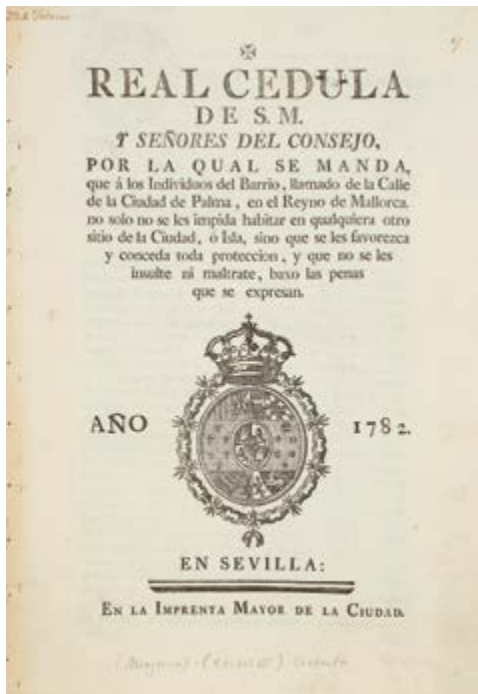 REAL CEDULA
DE S. M.
Y SEÑORES DEL CONSEJO,
POR LA QUAL SE MANDA,
que á los Individuos del Barrio, llamado de la Calle
de la Ciudad de Palma, en el Reyno de Mallorca,
no solo no se les impida habitar en qualquiera otro
sitio de la Ciudad, ó Isla, sino que se les favorezca
y conceda toda proteccion, y que no se les
insulte ni maltrate, baxo las penas
que se expresan.
AÑO 1782.
EN SEVILLA:
EN LA IMPRENTA MAYOR DE LA CIUDAD.